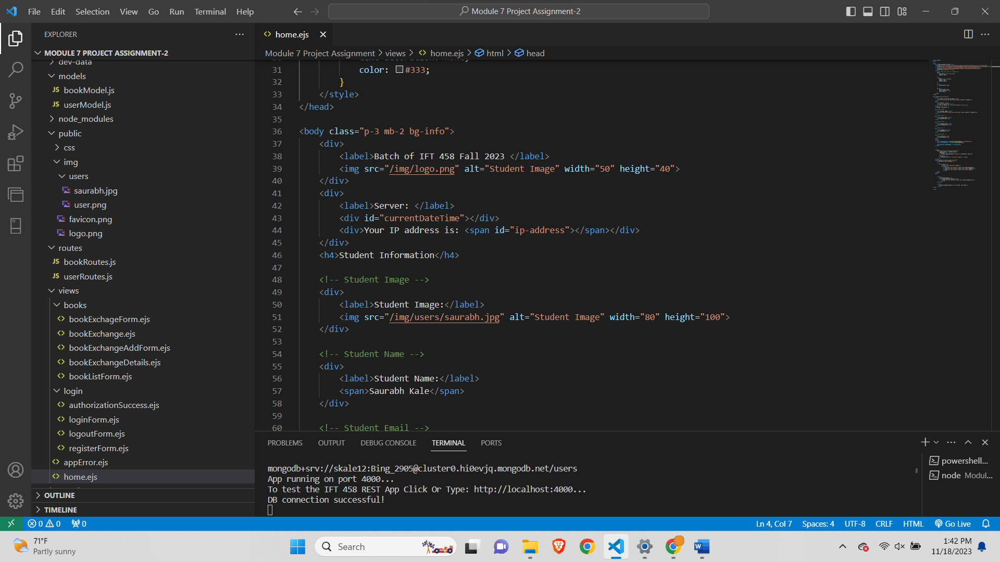 File Edit Selection View Go Run Terminal Help
Module 7 Project Assignment-2
EXPLORER
MODULE 7 PROJECT ASSIGNMENT-2
dev-data
models
JS bookModel.js
JS userModel.js
node_modules
public
css
img
users
saurabh.jpg
user.png
favicon.png
logo.png
routes
JS bookRoutes.js
JS userRoutes.js
views
books
bookExchageForm.ejs
bookExchange.ejs
bookExchangeAddForm.ejs
bookExchangeDetails.ejs
bookListForm.ejs
login
authorizationSuccess.ejs
loginForm.ejs
logoutForm.ejs
registerForm.ejs
appError.ejs
home.ejs
OUTLINE
TIMELINE
home.ejs
Module 7 Project Assignment > views > home.ejs > html > head
31 color: #333;
32 }
33 </style>
34 </head>
35
36 <body class="p-3 mb-2 bg-info">
37 <div>
38 <label>Batch of IFT 458 Fall 2023 </label>
39 <img src="/img/logo.png" alt="Student Image" width="50" height="40">
40 </div>
41 <div>
42 <label>Server: </label>
43 <div id="currentDateTime"></div>
44 <div>Your IP address is: <span id="ip-address"></span></div>
45 </div>
46 <h4>Student Information</h4>
47
48 <!-- Student Image -->
49 <div>
50 <label>Student Image:</label>
51 <img src="/img/users/saurabh.jpg" alt="Student Image" width="80" height="100">
52 </div>
53
54 <!-- Student Name -->
55 <div>
56 <label>Student Name:</label>
57 <span>Saurabh Kale</span>
58 </div>
59
60 <!-- Student Email -->
PROBLEMS OUTPUT DEBUG CONSOLE TERMINAL PORTS
mongodb+srv://skale12:Bing_2905@cluster0.hi0evjq.mongodb.net/users
App running on port 4000...
To test the IFT 458 REST App Click Or Type: http://localhost:4000...
DB connection successful!
powershell...
node Modul...
0 0 0
Ln 4, Col 7 Spaces: 4 UTF-8 CRLF HTML Go Live
71°F
Partly sunny
Search
1:42 PM
11/18/2023